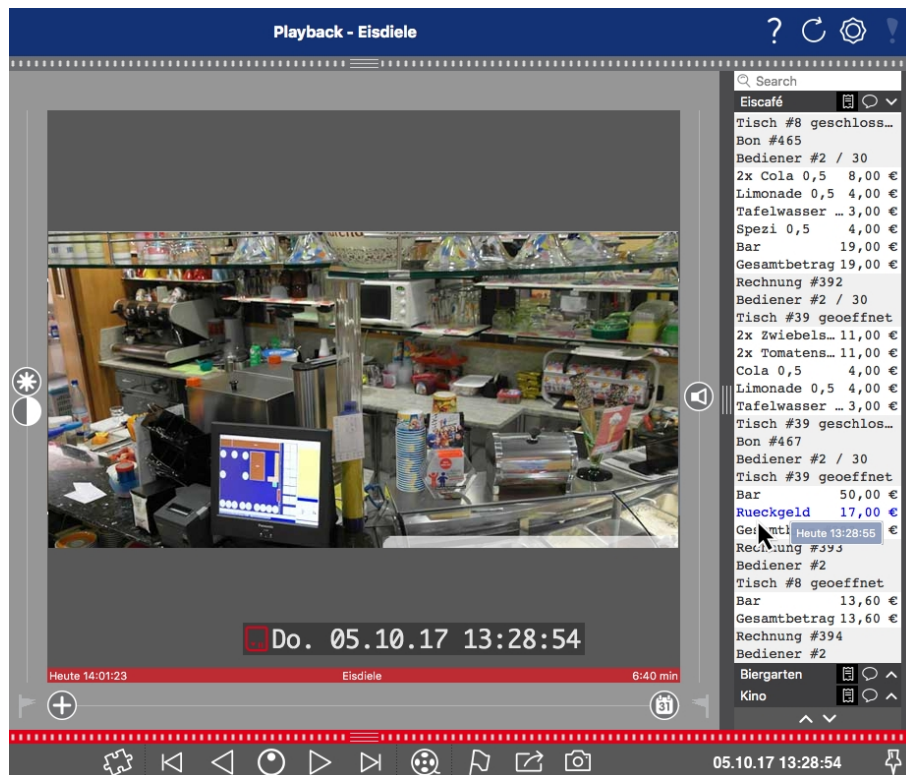 Playback - Eisdiele
Search
Eiscafé
Tisch #8 geschloss…
Bon #465
Bediener #2 / 30
2x Cola 0,5 8,00 €
Limonade 0,5 4,00 €
Tafelwasser … 3,00 €
Spezi 0,5 4,00 €
Bar 19,00 €
Gesamtbetrag 19,00 €
Rechnung #392
Bediener #2 / 30
Tisch #39 geoeffnet
2x Zwiebels… 11,00 €
2x Tomatens… 11,00 €
Cola 0,5 4,00 €
Limonade 0,5 4,00 €
Tafelwasser … 3,00 €
Tisch #39 geschlos…
Bon #467
Bediener #2 / 30
Tisch #39 geoeffnet
Bar 50,00 €
Rueckgeld 17,00 €
€
Heute 13:28:55
Rechnung #393
Bediener #2
Tisch #8 geoeffnet
Bar 13,60 €
Gesamtbetrag 13,60 €
Rechnung #394
Bediener #2
Biergarten
Kino
Do. 05.10.17 13:28:54
Heute 14:01:23 Eisdiele 6:40 min
31
05.10.17 13:28:54